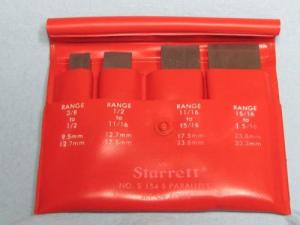 RANGE
3/8
to
1/2
9.5mm
12.7mm
RANGE
1/2
to
11/16
12.7mm
17.5mm
RANGE
11/16
to
15/16
17.5mm
23.8mm
RANGE
15/16
to
1 5/16
23.8mm
33.3mm
Starrett
NO. S 154 S PARALLELS